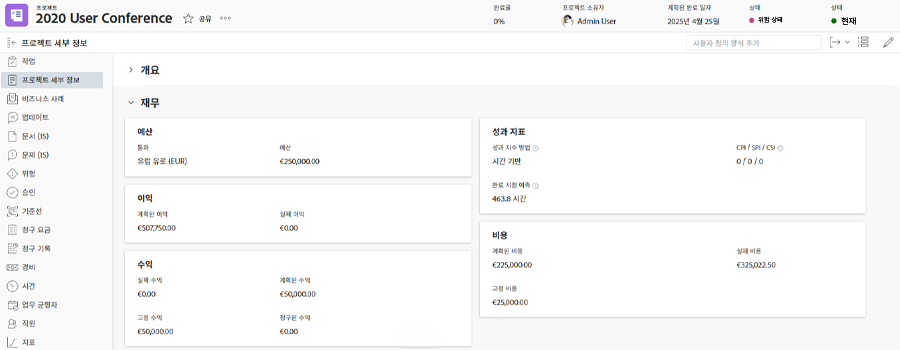 프로젝트
2020 User Conference
공유
완료율
0%
프로젝트 소유자
Admin User
계획된 완료 일자
2025년 4월 25일
상태
위험 상태
상태
현재
프로젝트 세부 정보
사용자 정의 양식 추가
작업
프로젝트 세부 정보
비즈니스 사례
업데이트
문서 (15)
문제 (15)
위험
승인
기준선
청구 요금
청구 기록
경비
시간
업무 균형자
직원
지표
개요
재무
예산
통화
예산
유럽 유로 (EUR)
€250,000.00
이익
계획된 이익
실제 이익
€507,750.00
€0.00
수익
실제 수익
계획된 수익
€0.00
€50,000.00
고정 수익
청구된 수익
€50,000.00
€0.00
성과 지표
성과 지수 방법
CPI / SPI / CSI
시간 기반
0 / 0 / 0
완료 시점 예측
463.8 시간
비용
계획된 비용
실제 비용
€225,000.00
€325,022.50
고정 비용
€25,000.00